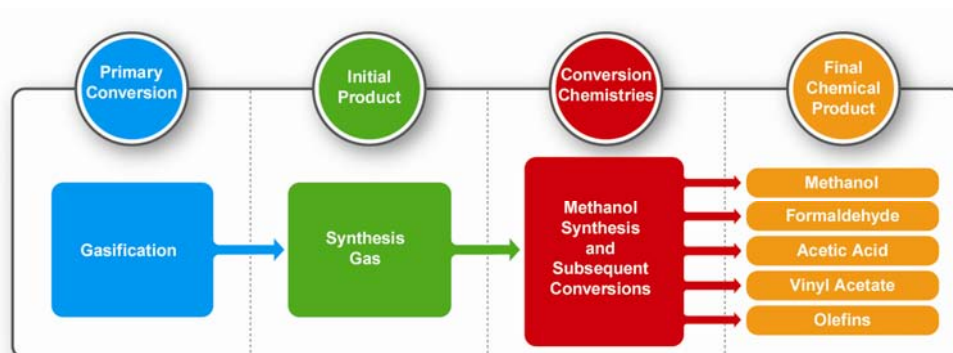 Primary
Conversion
Initial
Product
Conversion
Chemistries
Final
Chemical
Product
Gasification
Synthesis
Gas
Methanol
Synthesis
and
Subsequent
Conversions
Methanol
Formaldehyde
Acetic Acid
Vinyl Acetate
Olefins